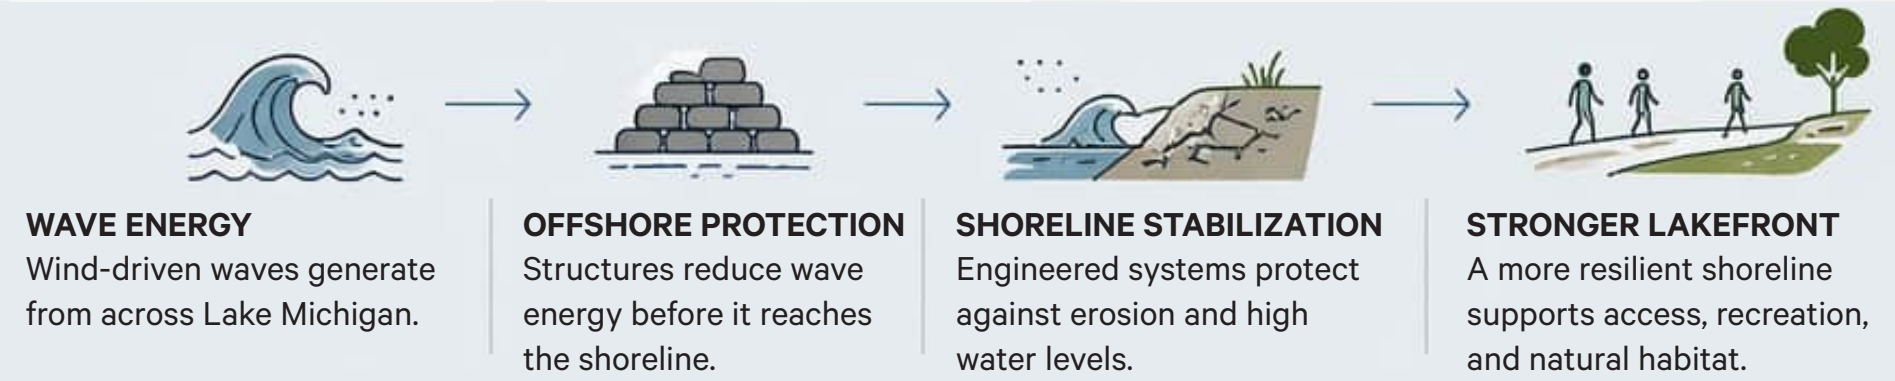 WAVE ENERGY
Wind-driven waves generate
from across Lake Michigan.
OFFSHORE PROTECTION
Structures reduce wave
energy before it reaches
the shoreline.
SHORELINE STABILIZATION
Engineered systems protect
against erosion and high
water levels.
STRONGER LAKEFRONT
A more resilient shoreline
supports access, recreation,
and natural habitat.